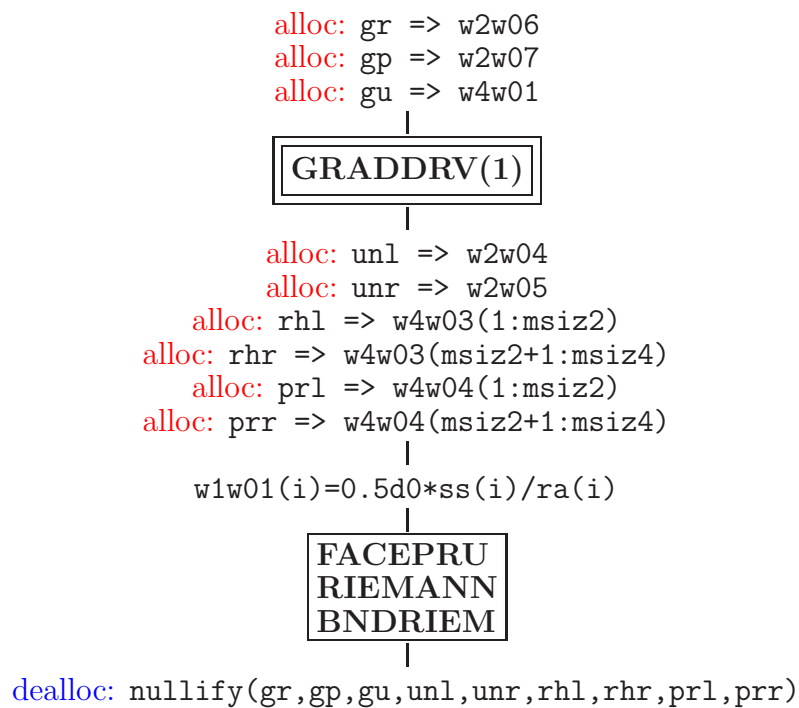 alloc: gr => w2w06
alloc: gp => w2w07
alloc: gu => w4w01
GRADDRV(1)
alloc: unl => w2w04
alloc: unr => w2w05
alloc: rhl => w4w03(1:msiz2)
alloc: rhr => w4w03(msiz2+1:msiz4)
alloc: prl => w4w04(1:msiz2)
alloc: prr => w4w04(msiz2+1:msiz4)
w1w01(i)=0.5d0*ss(i)/ra(i)
FACEPRU
RIEMANN
BNDRIEM
dealloc: nullify(gr,gp,gu,unl,unr,rhl,rhr,prl,prr)